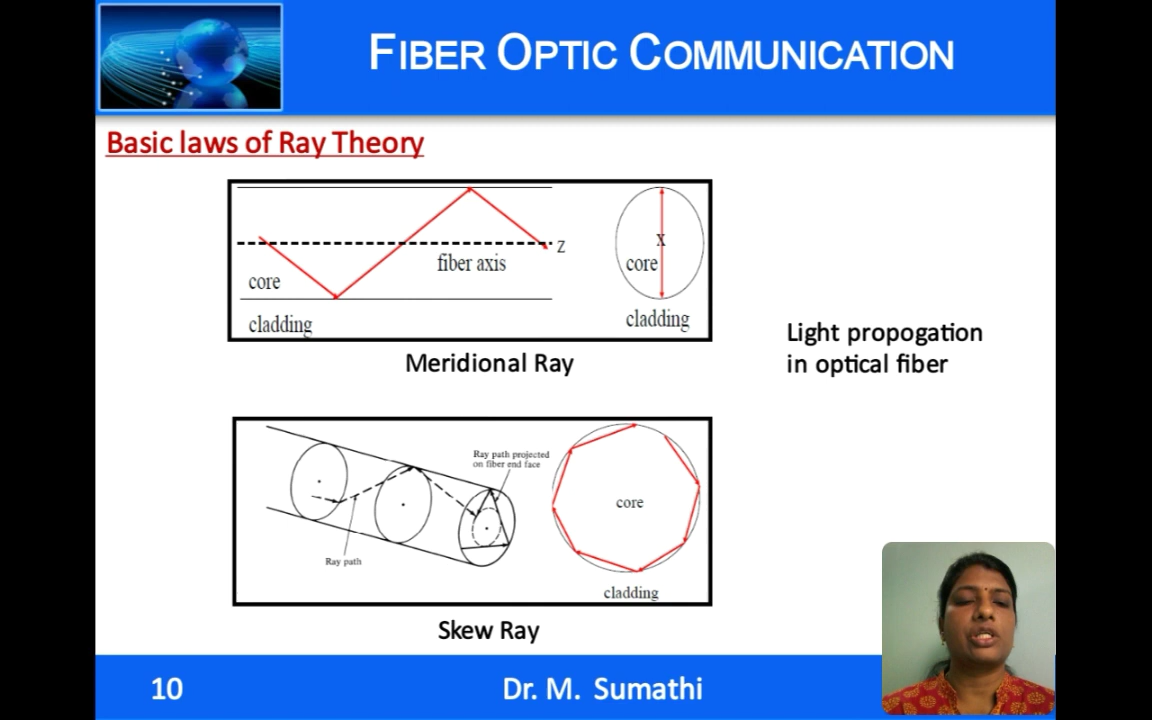 FIBER OPTIC COMMUNICATION
Basic laws of Ray Theory
z
fiber axis
core
cladding
x
core
cladding
Meridional Ray
Light propogation
in optical fiber
Ray path projected
on fiber end face
Ray path
core
cladding
Skew Ray
10
Dr. M. Sumathi